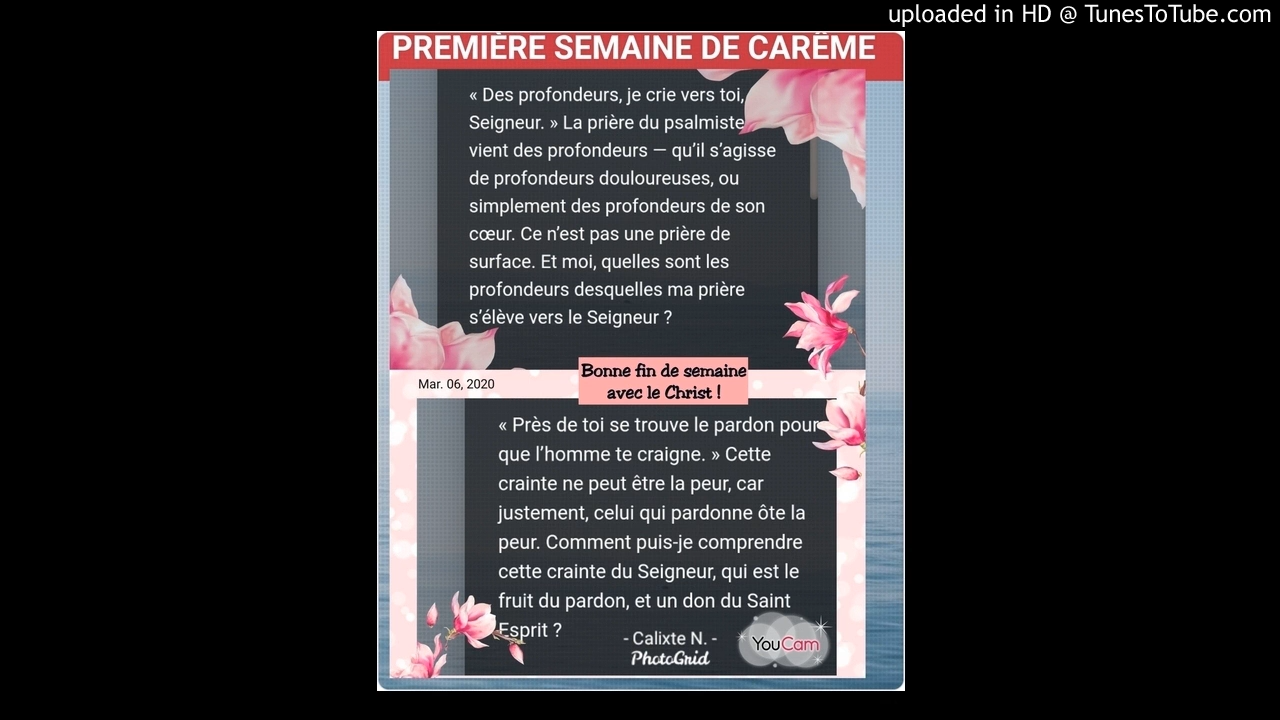 uploaded in HD @ TunesToTube.com
PREMIÈRE SEMAINE DE CARÊME
« Des profondeurs, je crie vers toi,
Seigneur. » La prière du psalmiste
vient des profondeurs — qu’il s’agisse
de profondeurs douloureuses, ou
simplement des profondeurs de son
cœur. Ce n’est pas une prière de
surface. Et moi, quelles sont les
profondeurs desquelles ma prière
s’élève vers le Seigneur ?
Bonne fin de semaine
avec le Christ !
Mar. 06, 2020
« Près de toi se trouve le pardon pour
que l’homme te craigne. » Cette
crainte ne peut être la peur, car
justement, celui qui pardonne ôte la
peur. Comment puis-je comprendre
cette crainte du Seigneur, qui est le
fruit du pardon, et un don du Saint
Esprit ?
- Calixte N. -
PhotoGrid
YouCam